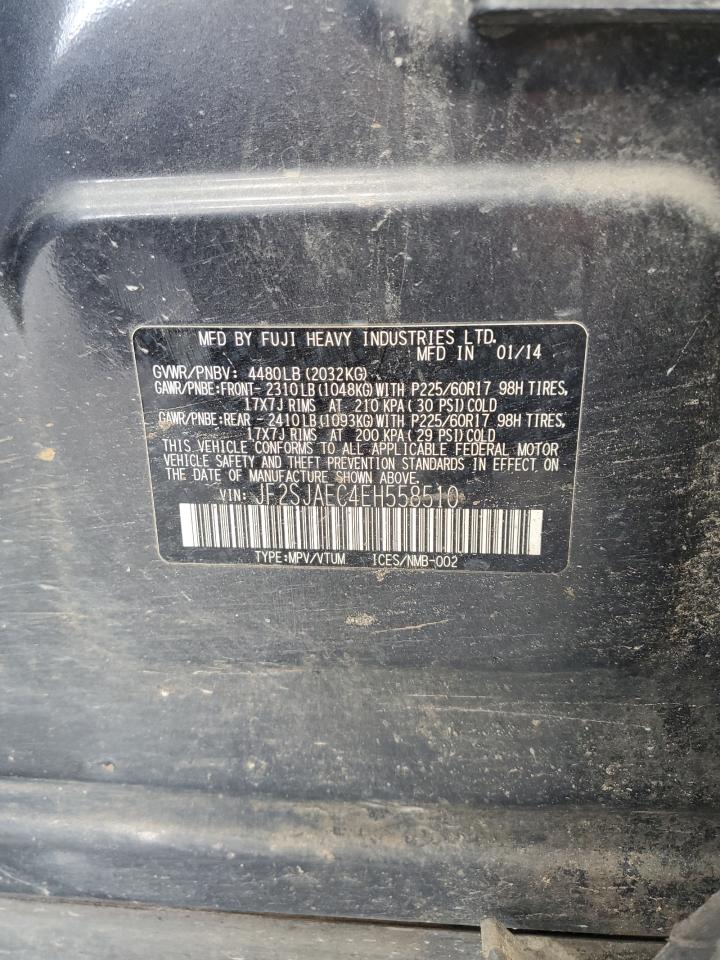 MFD BY FUJI HEAVY INDUSTRIES LTD.
MFD IN 01/14
GVWR/PNBV: 4480LB (2032KG)
GAWR/PNBE:FRONT- 2310LB (1048KG) WITH P225/60R17 98H TIRES,
17X7J RIMS AT 210 KPA (30 PSI) COLD
GAWR/PNBE:REAR - 2410LB (1093KG) WITH P225/60R17 98H TIRES,
17X7J RIMS AT 200 KPA (29 PSI) COLD
THIS VEHICLE CONFORMS TO ALL APPLICABLE FEDERAL MOTOR
VEHICLE SAFETY AND THEFT PREVENTION STANDARDS IN EFFECT ON
THE DATE OF MANUFACTURE SHOWN ABOVE.
VIN: JF2SJAEC4EH558510
TYPE:MPV/VTUM ICES/NMB-002